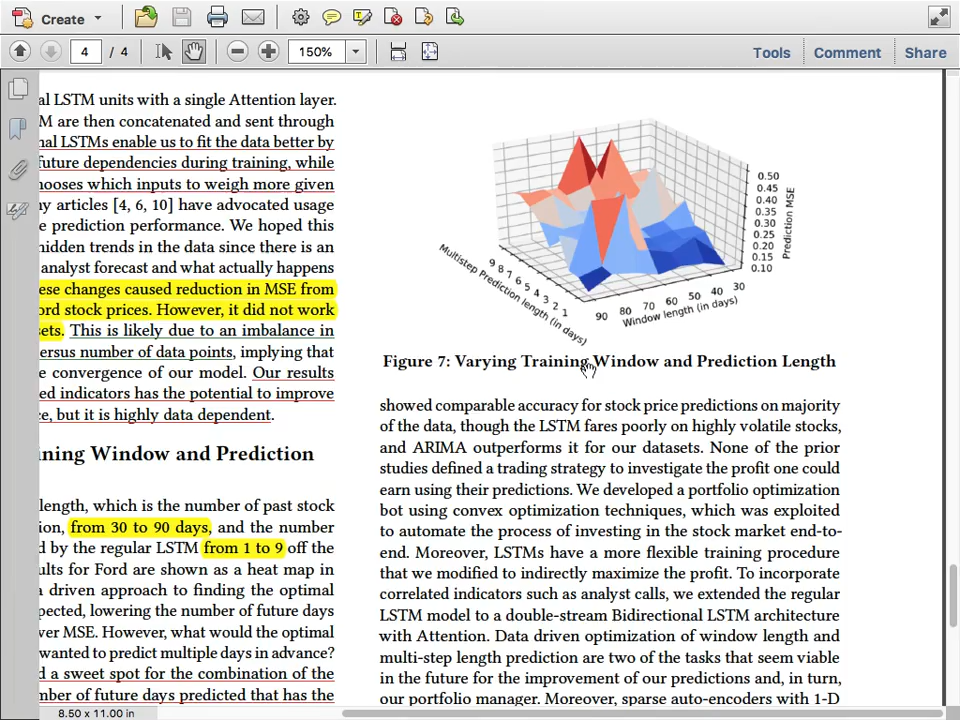 Create
4 / 4
150%
Tools
Comment
Share
al LSTM units with a single Attention layer.
M are then concatenated and sent through
nal LSTMs enable us to fit the data better by
future dependencies during training, while
hooses which inputs to weigh more given
ny articles [4, 6, 10] have advocated usage
e prediction performance. We hoped this
hidden trends in the data since there is an
analyst forecast and what actually happens
ese changes caused reduction in MSE from
ord stock prices. However, it did not work
sets. This is likely due to an imbalance in
ersus number of data points, implying that
e convergence of our model. Our results
ed indicators has the potential to improve
ce, but it is highly data dependent.
ining Window and Prediction
length, which is the number of past stock
ion, from 30 to 90 days, and the number
d by the regular LSTM from 1 to 9 off the
ults for Ford are shown as a heat map in
a driven approach to finding the optimal
pected, lowering the number of future days
ver MSE. However, what would the optimal
wanted to predict multiple days in advance?
d a sweet spot for the combination of the
mber of future days predicted that has the
0.50
0.45
0.40
0.35
0.30
0.25
0.20
0.15
0.10
Prediction MSE
Multistep Prediction length (in days)
9 8 7 6 5 4 3 2 1
90 80 70 60 50 40 30
Window length (in days)
Figure 7: Varying Training Window and Prediction Length
showed comparable accuracy for stock price predictions on majority
of the data, though the LSTM fares poorly on highly volatile stocks,
and ARIMA outperforms it for our datasets. None of the prior
studies defined a trading strategy to investigate the profit one could
earn using their predictions. We developed a portfolio optimization
bot using convex optimization techniques, which was exploited
to automate the process of investing in the stock market end-to-
end. Moreover, LSTMs have a more flexible training procedure
that we modified to indirectly maximize the profit. To incorporate
correlated indicators such as analyst calls, we extended the regular
LSTM model to a double-stream Bidirectional LSTM architecture
with Attention. Data driven optimization of window length and
multi-step length prediction are two of the tasks that seem viable
in the future for the improvement of our predictions and, in turn,
our portfolio manager. Moreover, sparse auto-encoders with 1-D
8.50 x 11.00 in